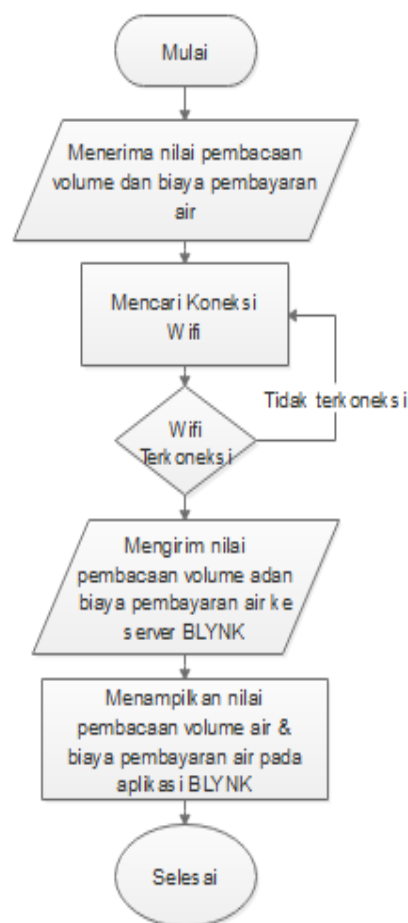 Mulai
Menerima nilai pembacaan
volume dan biaya pembayaran
air
Mencari Koneksi
Wifi
Tidak terkoneksi
Wifi
Terkoneksi
Mengirim nilai
pembacaan volume adan
biaya pembayaran air ke
server BLYNK
Menampilkan nilai
pembacaan volume air &
biaya pembayaran air pada
aplikasi BLYNK
Selesai